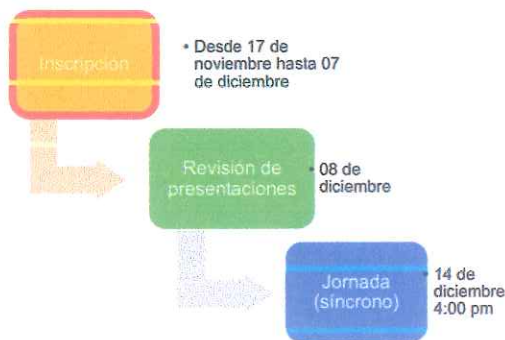 Inscripción
• Desde 17 de
noviembre hasta 07
de diciembre
Revisión de
presentaciones
• 08 de
diciembre
Jornada
(síncrono)
• 14 de
diciembre
4:00 pm